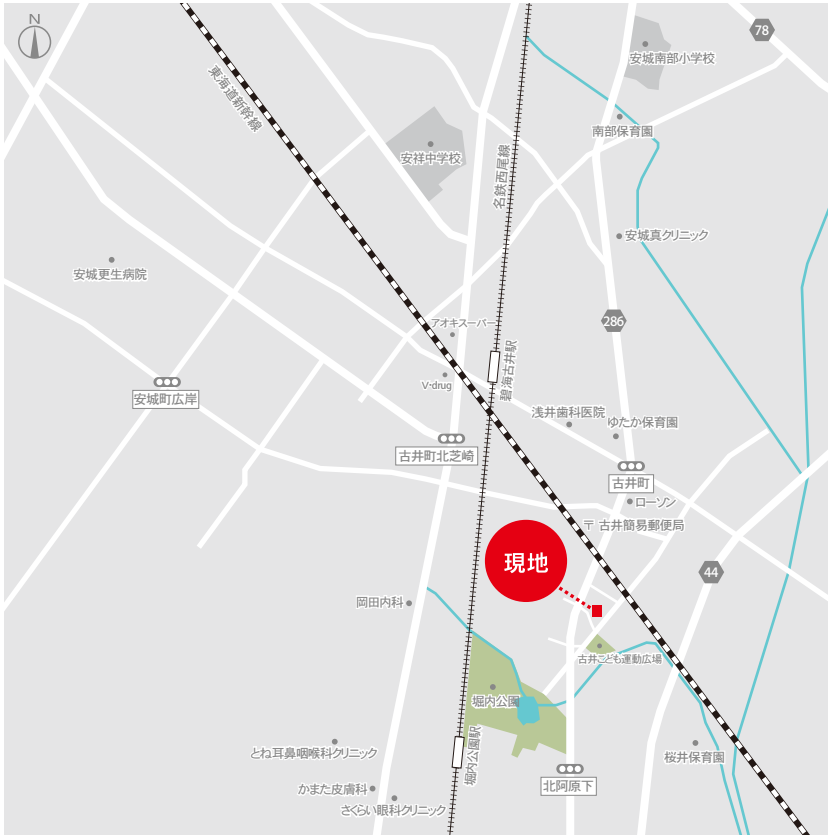 N
78
安城南部小学校
東海道新幹線
南部保育園
安祥中学校
名鉄西尾線
安城真クリニック
安城更生病院
286
アオキスーパー
碧海古井駅
V-drug
安城町広岸
浅井歯科医院
ゆたか保育園
古井町北芝崎
古井町
ローソン
〒 古井簡易郵便局
現地
44
岡田内科
古井こども運動広場
堀内公園
堀内公園駅
とね耳鼻咽喉科クリニック
桜井保育園
かまた皮膚科
北阿原下
さくらい眼科クリニック